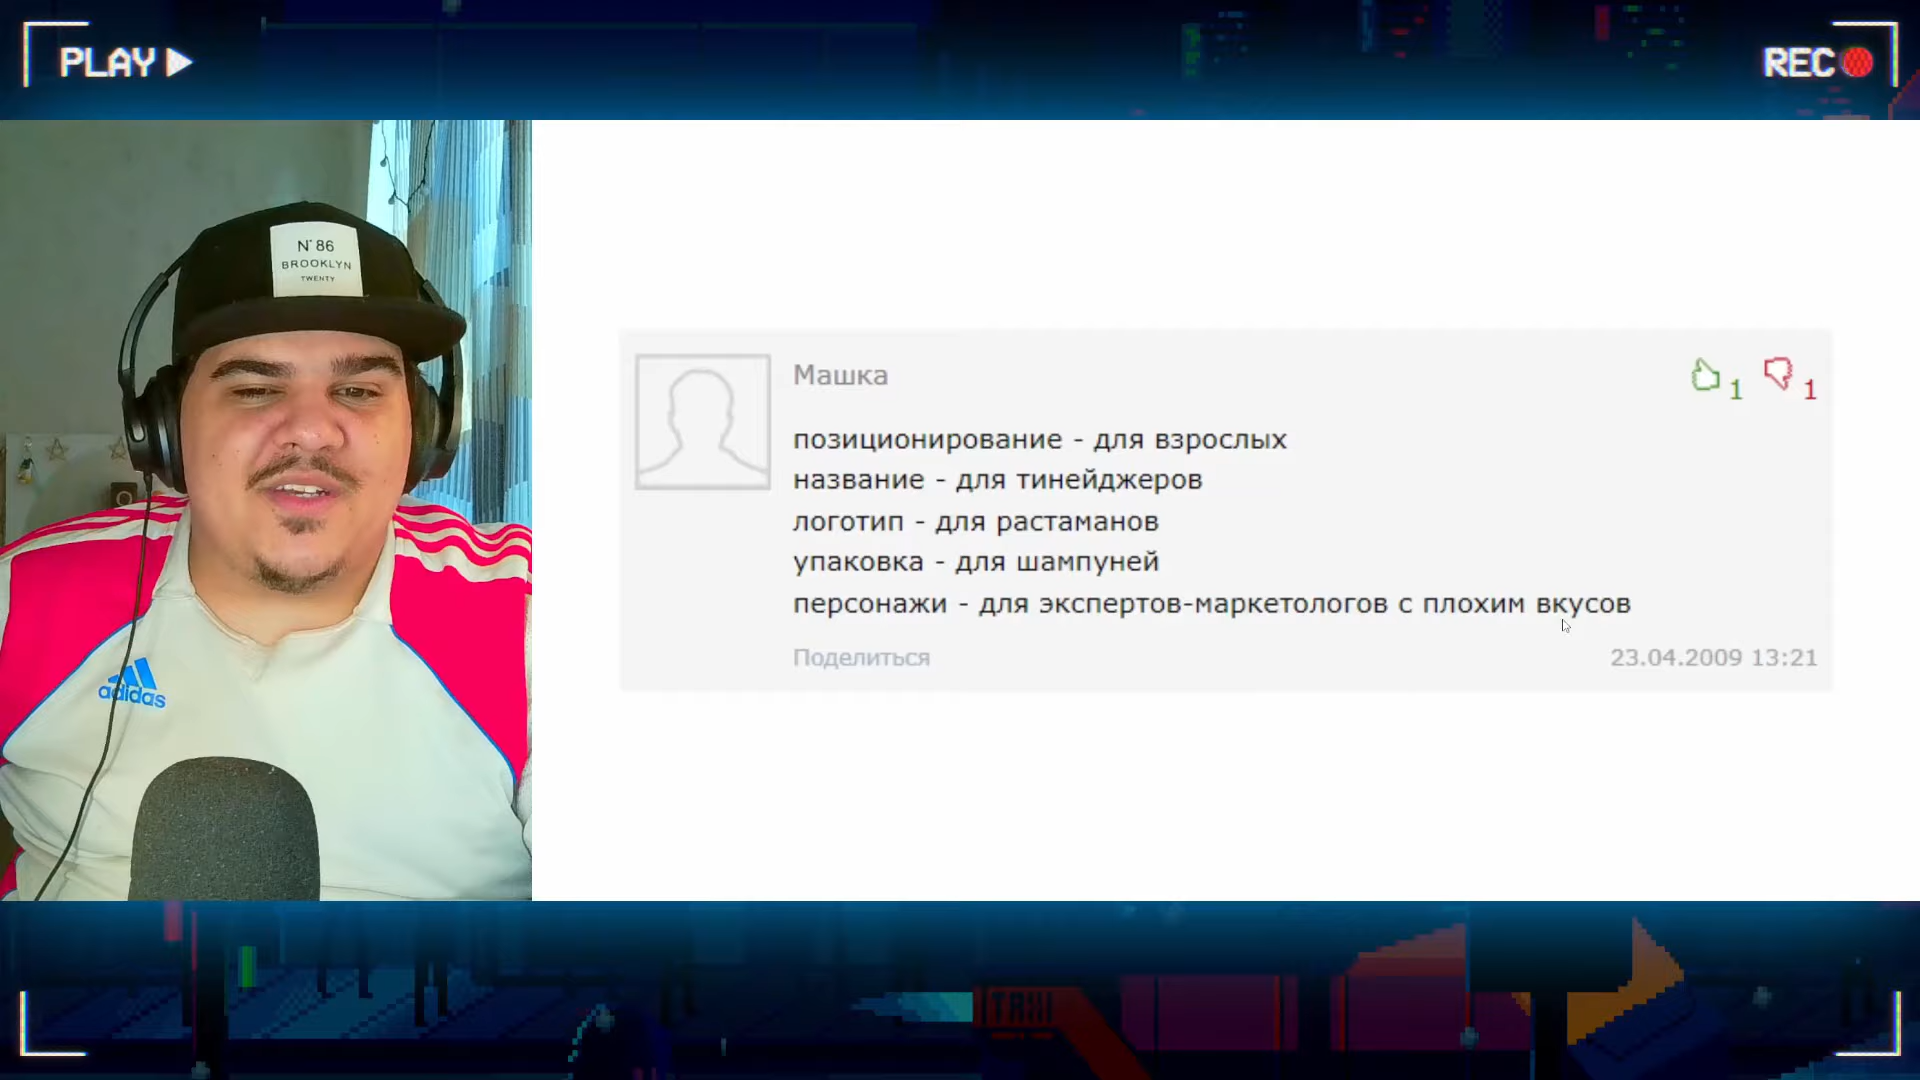 PLAY
REC
N°86
BROOKLYN
TWENTY
adidas
Машка
1 1
позиционирование - для взрослых
название - для тинейджеров
логотип - для растаманов
упаковка - для шампуней
персонажи - для экспертов-маркетологов с плохим вкусов
Поделиться
23.04.2009 13:21